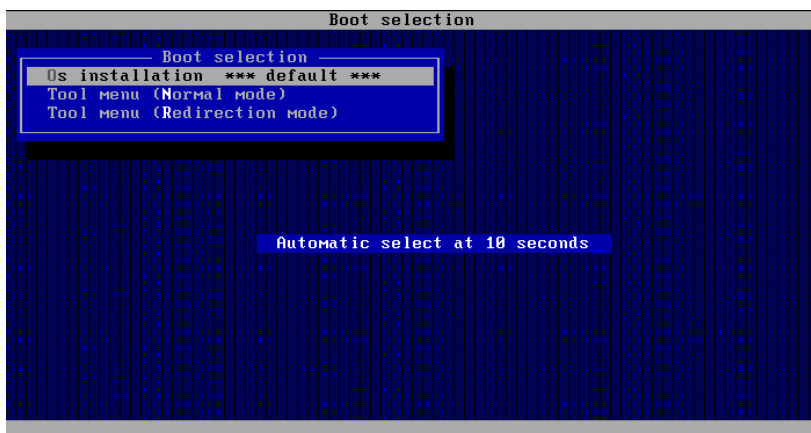 Boot selection
Boot selection
Os installation *** default ***
Tool menu (Normal mode)
Tool menu (Redirection mode)
Automatic select at 10 seconds